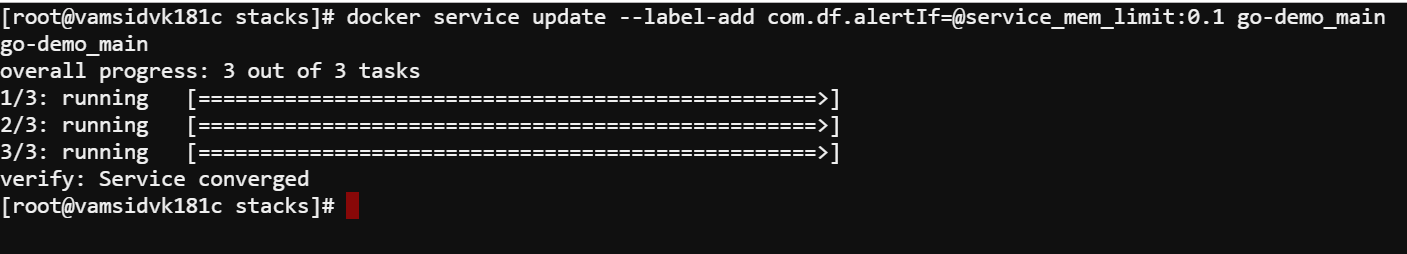 [root@vamsidvk181c stacks]# docker service update --label-add com.df.alertIf=@service_mem_limit:0.1 go-demo_main
go-demo_main
overall progress: 3 out of 3 tasks
1/3: running   [==================================================>]
2/3: running   [==================================================>]
3/3: running   [==================================================>]
verify: Service converged
[root@vamsidvk181c stacks]#